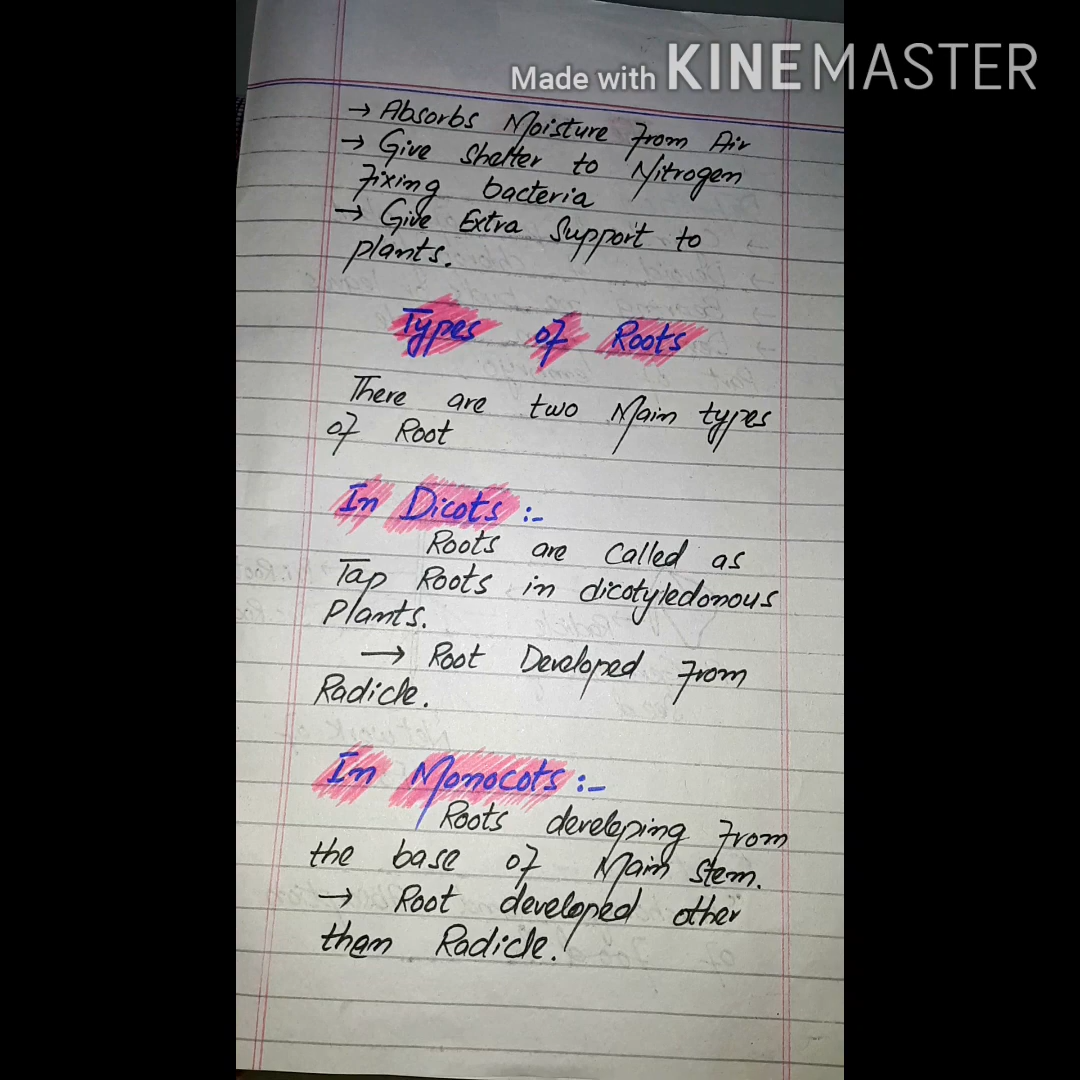 Made with KINEMASTER
→ Absorbs Moisture From Air
→ Give Shelter to Nitrogen
Fixing bacteria
→ Give Extra Support to
plants.
Types of Roots
There are two Main types
of Root
In Dicots :-
Roots are called as
Tap Roots in dicotyledonous
Plants.
→ Root Developed From
Radicle.
In Monocots :-
Roots develeping From
the base of Main Stem.
→ Root developed other
then Radicle.